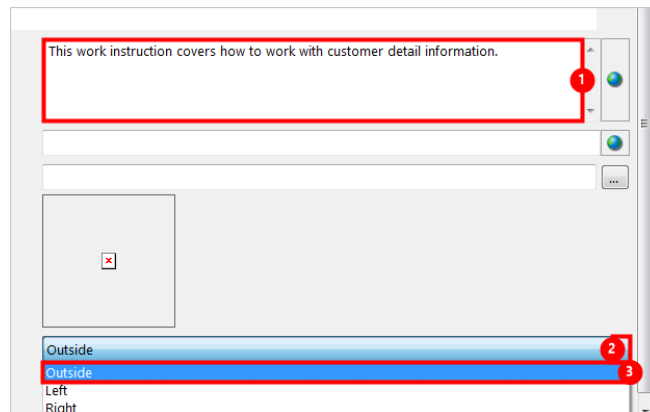 This work instruction covers how to work with customer detail information.
1
...
Outside
2
Outside
3
Left
Right